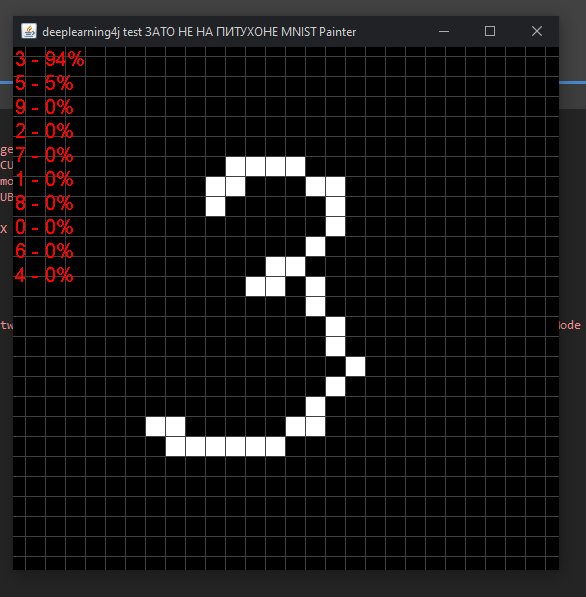 deeplearning4j test ЗАТО НЕ НА ПИТУХОНЕ MNIST Painter
3 - 94%
5 - 5%
9 - 0%
2 - 0%
7 - 0%
1 - 0%
8 - 0%
0 - 0%
6 - 0%
4 - 0%
ge
CU
mo
UB
X
tw
ode